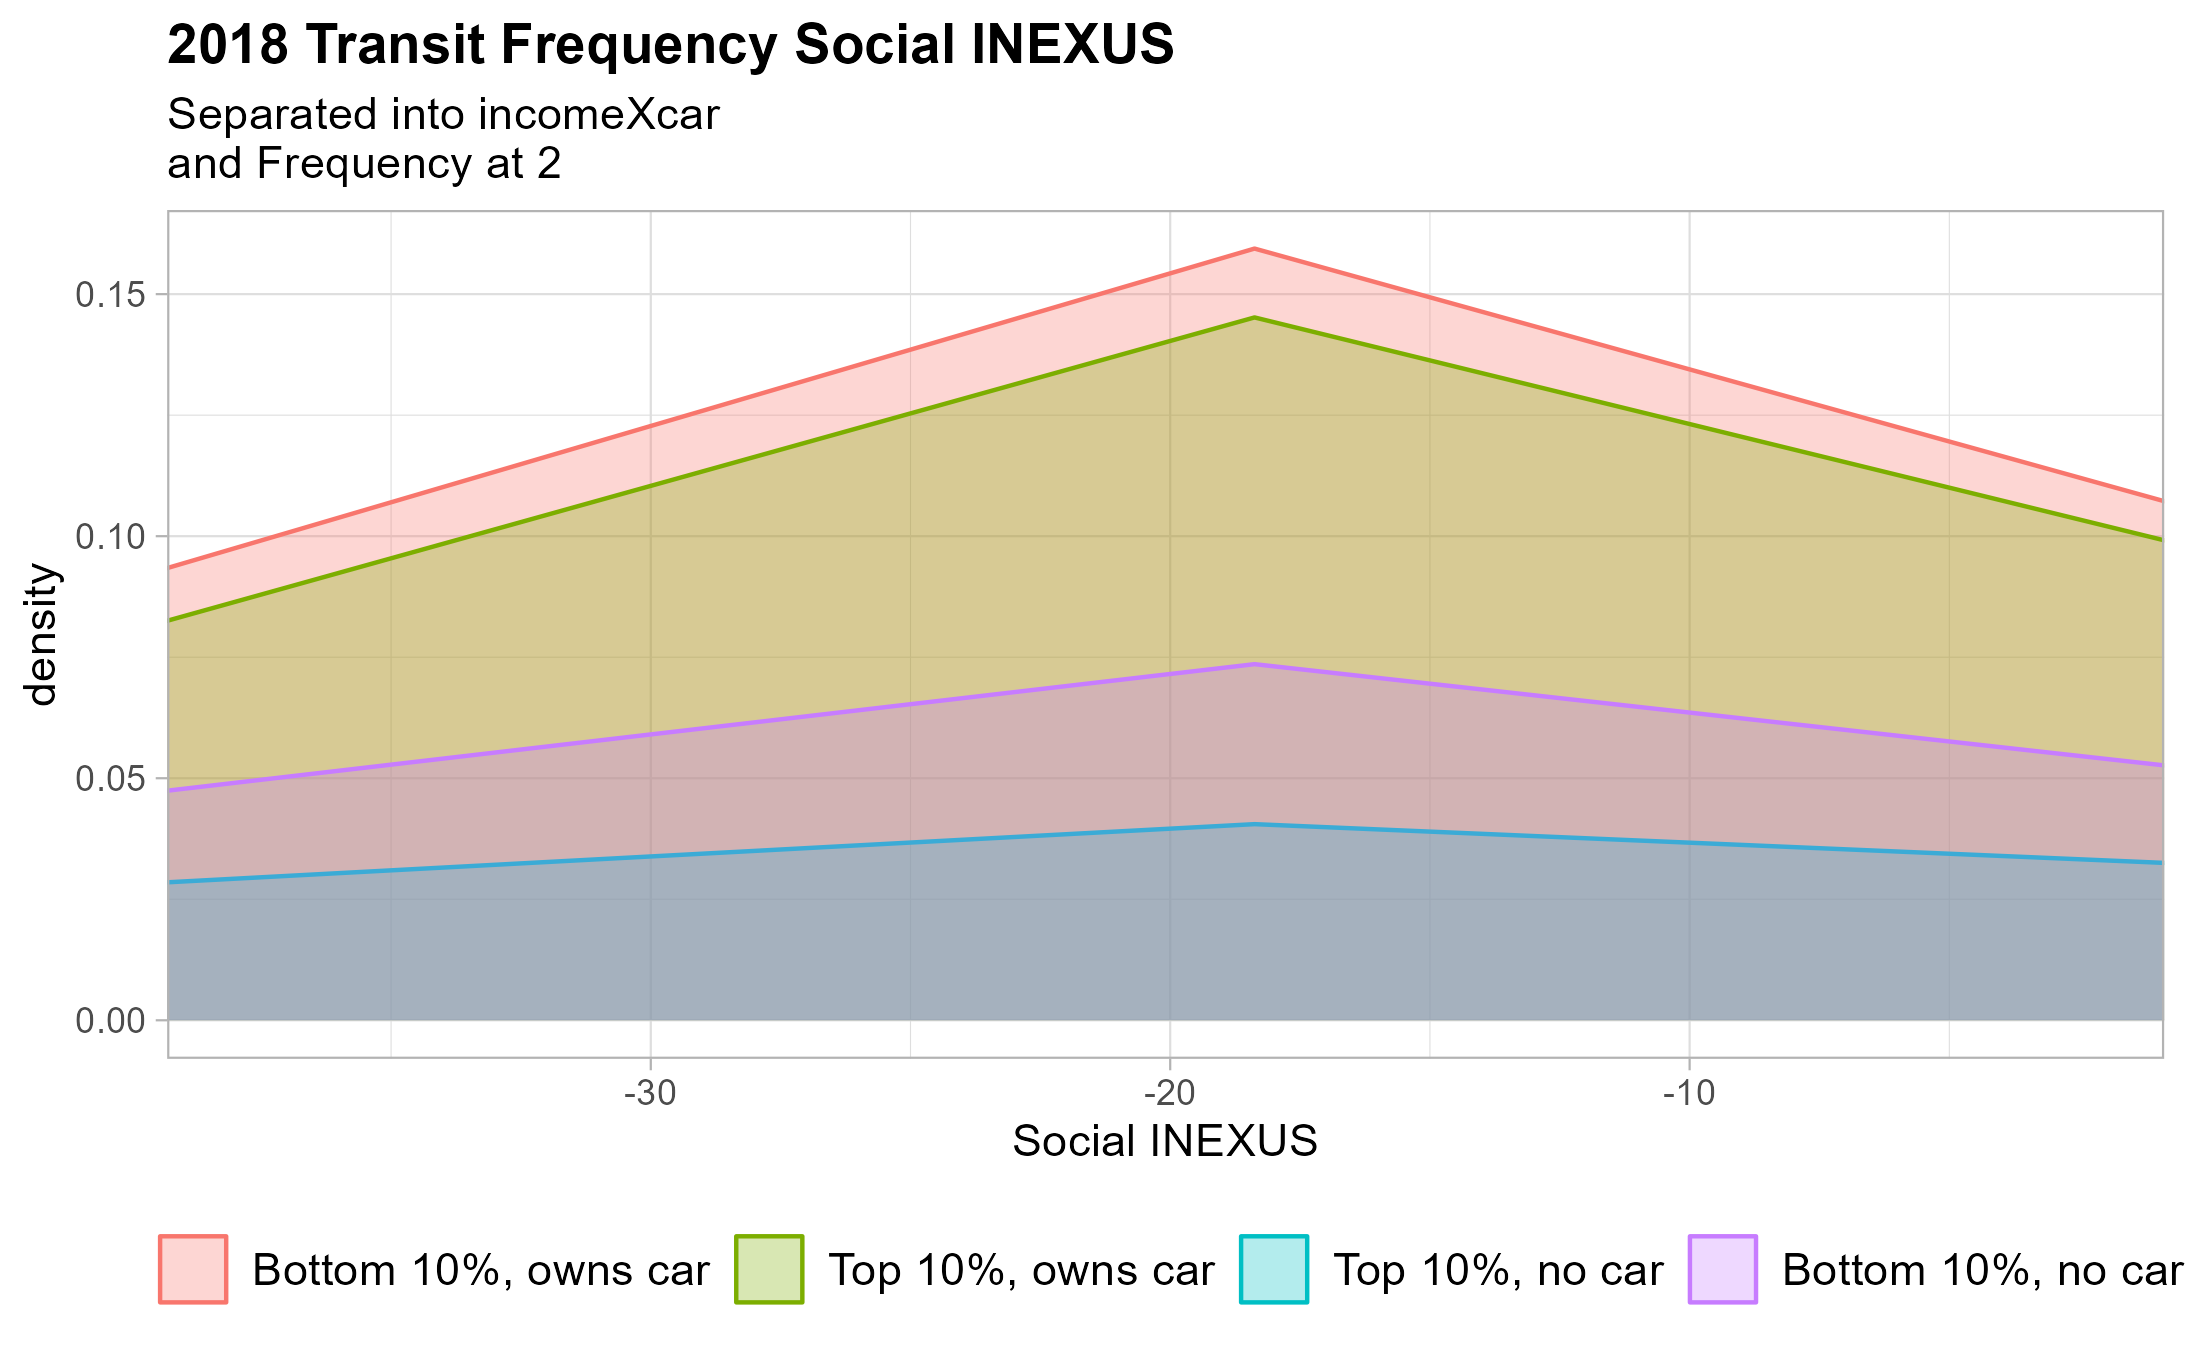 2018 Transit Frequency Social INEXUS
Separated into incomeXcar
and Frequency at 2
density
0.15
0.10
0.05
0.00
-30 -20 -10
Social INEXUS
Bottom 10%, owns car Top 10%, owns car Top 10%, no car Bottom 10%, no car